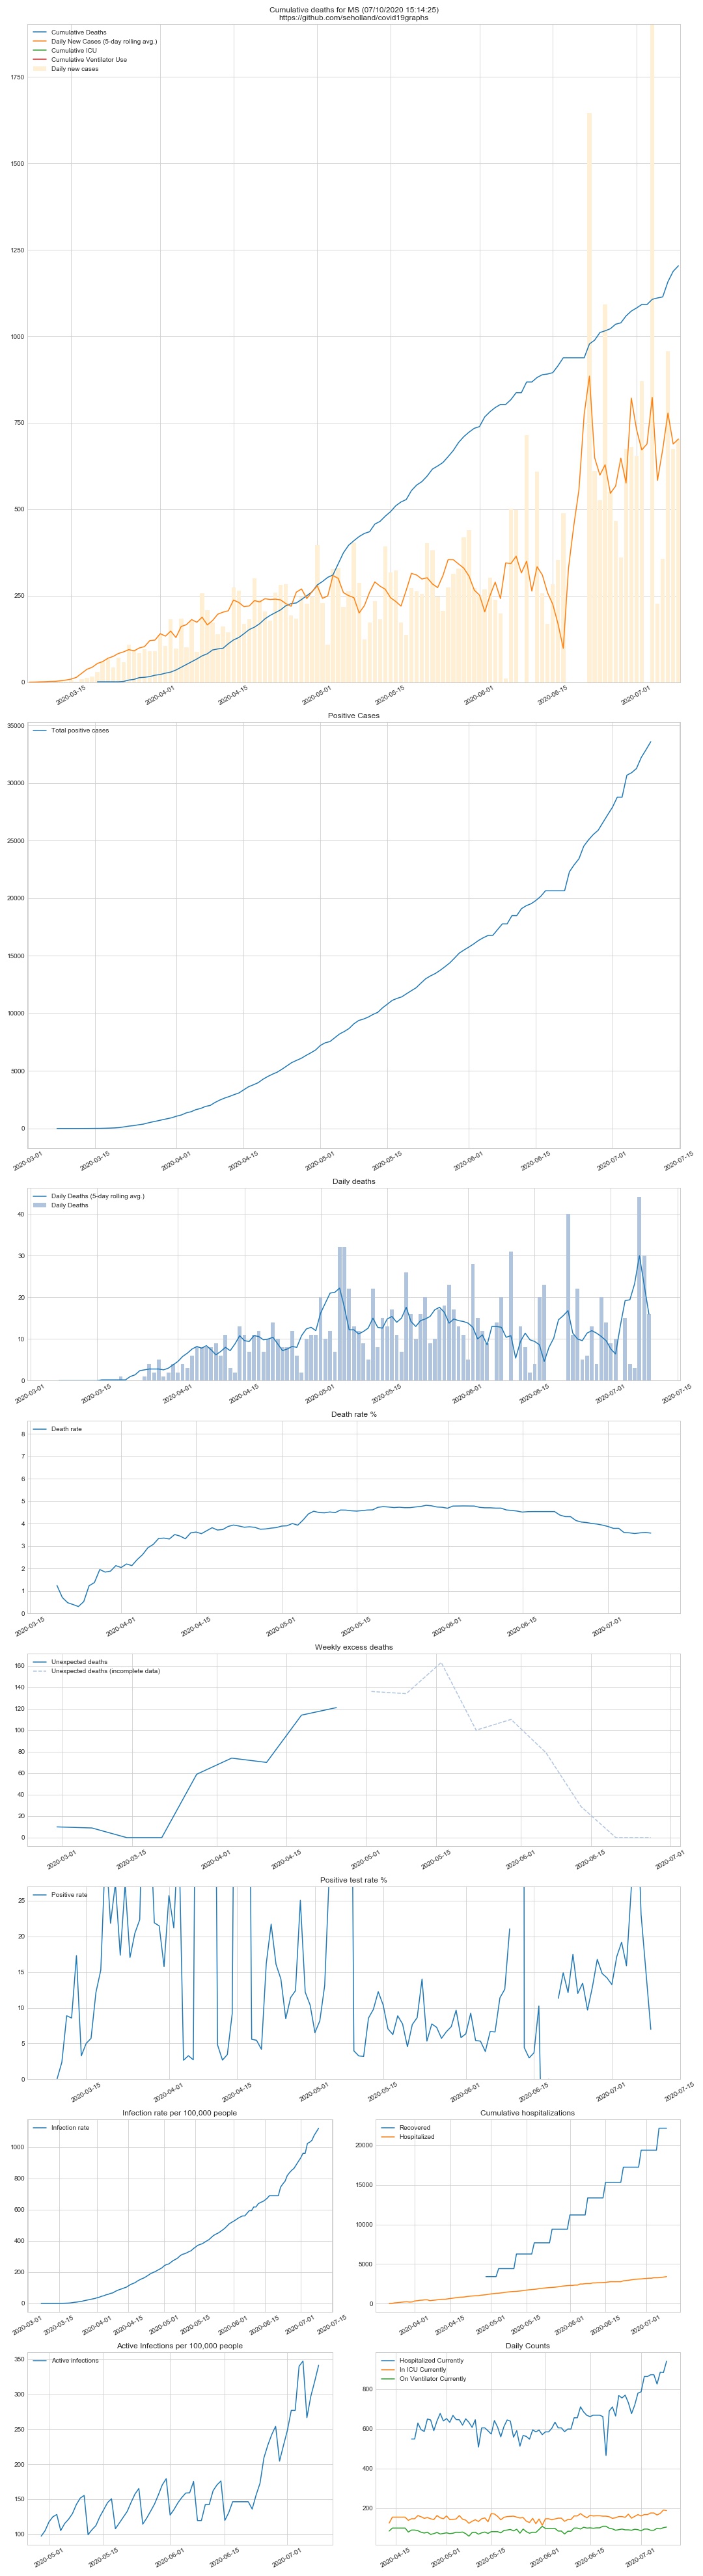 Cumulative deaths for MS (07/10/2020 15:14:25)
https://github.com/seholland/covid19graphs
Cumulative Deaths
Daily New Cases (5-day rolling avg.)
Cumulative ICU
Cumulative Ventilator Use
Daily new cases
1750
1500
1250
1000
750
500
250
0
2020-03-15 2020-04-01 2020-04-15 2020-05-01 2020-05-15 2020-06-01 2020-06-15 2020-07-01
Positive Cases
Total positive cases
35000
30000
25000
20000
15000
10000
5000
0
2020-03-01 2020-03-15 2020-04-01 2020-04-15 2020-05-01 2020-05-15 2020-06-01 2020-06-15 2020-07-01 2020-07-15
Daily deaths
Daily Deaths (5-day rolling avg.)
Daily Deaths
40
30
20
10
0
2020-03-01 2020-03-15 2020-04-01 2020-04-15 2020-05-01 2020-05-15 2020-06-01 2020-06-15 2020-07-01 2020-07-15
Death rate %
Death rate
8
7
6
5
4
3
2
1
0
2020-03-15 2020-04-01 2020-04-15 2020-05-01 2020-05-15 2020-06-01 2020-06-15 2020-07-01
Weekly excess deaths
Unexpected deaths
Unexpected deaths (incomplete data)
160
140
120
100
80
60
40
20
0
2020-03-01 2020-03-15 2020-04-01 2020-04-15 2020-05-01 2020-05-15 2020-06-01 2020-06-15 2020-07-01
Positive test rate %
Positive rate
25
20
15
10
5
0
2020-03-15 2020-04-01 2020-04-15 2020-05-01 2020-05-15 2020-06-01 2020-06-15 2020-07-01 2020-07-15
Infection rate per 100,000 people
Infection rate
1000
800
600
400
200
0
2020-03-01 2020-03-15 2020-04-01 2020-04-15 2020-05-01 2020-05-15 2020-06-01 2020-06-15 2020-07-01 2020-07-15
Cumulative hospitalizations
Recovered
Hospitalized
20000
15000
10000
5000
0
2020-04-01 2020-04-15 2020-05-01 2020-05-15 2020-06-01 2020-06-15 2020-07-01
Active Infections per 100,000 people
Active infections
350
300
250
200
150
100
2020-05-01 2020-05-15 2020-06-01 2020-06-15 2020-07-01
Daily Counts
Hospitalized Currently
In ICU Currently
On Ventilator Currently
800
600
400
200
2020-04-15 2020-05-01 2020-05-15 2020-06-01 2020-06-15 2020-07-01